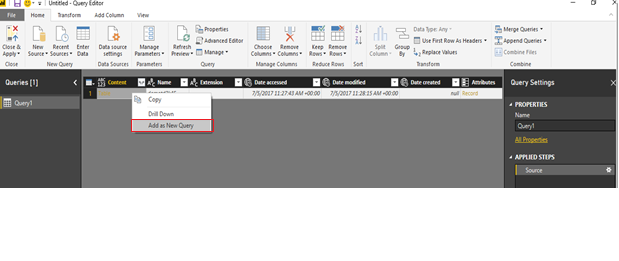 Untitled - Query Editor
File Home Transform Add Column View
Close & Apply New Source Recent Sources Enter Data Data source settings Manage Parameters Refresh Preview Properties Advanced Editor Manage Choose Columns Remove Columns Keep Rows Remove Rows Split Column Group By Data Type: Any Use First Row As Headers Replace Values Merge Queries Append Queries Combine Files
Close New Query Data Sources Parameters Query Manage Columns Reduce Rows Sort Transform Combine
Queries [1]
Query1
Content Name Extension Date accessed Date modified Date created Attributes
1 7/5/2017 11:27:43 AM +00:00 7/5/2017 11:28:15 AM +00:00 null Record
Copy
Drill Down
Add as New Query
Query Settings
PROPERTIES
Name
Query1
All Properties
APPLIED STEPS
Source